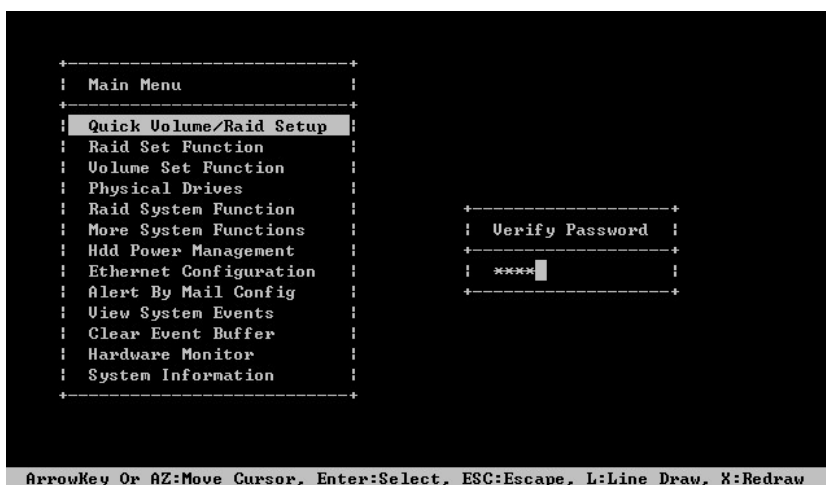 Main Menu
Quick Volume/Raid Setup
Raid Set Function
Volume Set Function
Physical Drives
Raid System Function
More System Functions
Hdd Power Management
Ethernet Configuration
Alert By Mail Config
View System Events
Clear Event Buffer
Hardware Monitor
System Information
Verify Password
****
ArrowKey Or AZ:Move Cursor, Enter:Select, ESC:Escape, L:Line Draw, X:Redraw